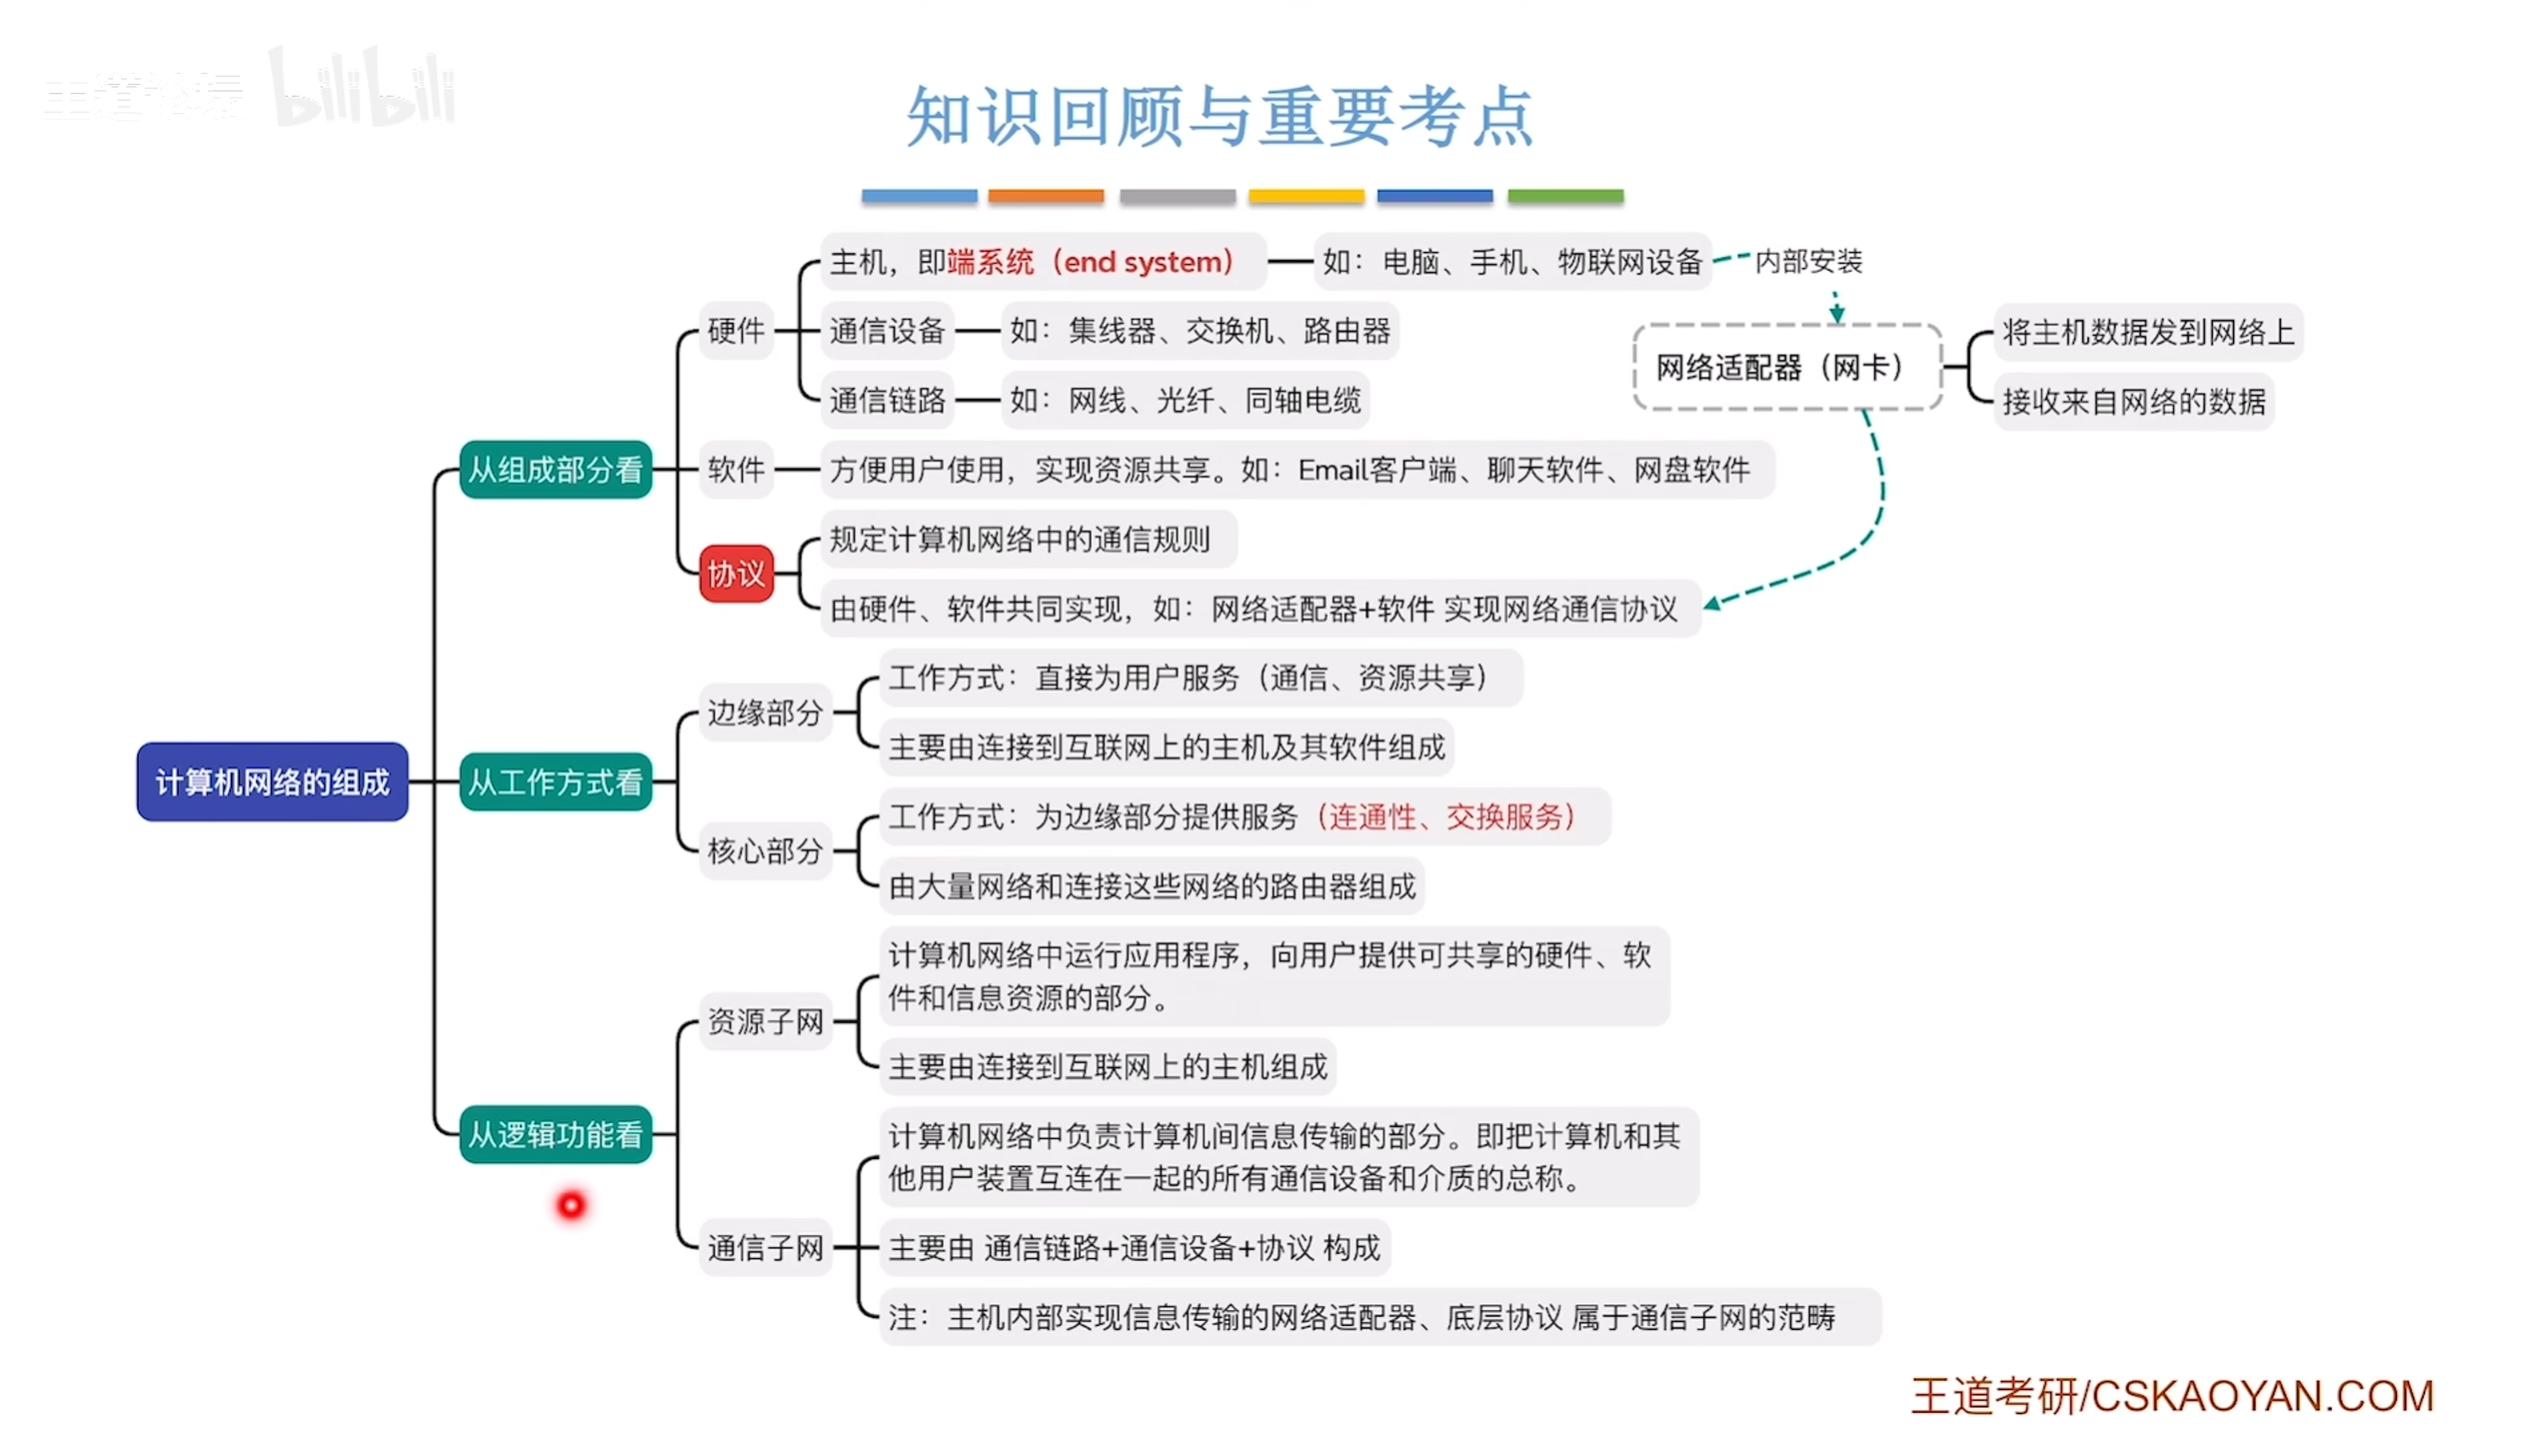 王道论坛 bilibili
知识回顾与重要考点
计算机网络的组成
从组成部分看
硬件
主机，即端系统（end system）
如：电脑、手机、物联网设备
内部安装
网络适配器（网卡）
将主机数据发到网络上
接收来自网络的数据
通信设备
如：集线器、交换机、路由器
通信链路
如：网线、光纤、同轴电缆
软件
方便用户使用，实现资源共享。如：Email客户端、聊天软件、网盘软件
协议
规定计算机网络中的通信规则
由硬件、软件共同实现，如：网络适配器+软件 实现网络通信协议
从工作方式看
边缘部分
工作方式：直接为用户服务（通信、资源共享）
主要由连接到互联网上的主机及其软件组成
核心部分
工作方式：为边缘部分提供服务（连通性、交换服务）
由大量网络和连接这些网络的路由器组成
从逻辑功能看
资源子网
计算机网络中运行应用程序，向用户提供可共享的硬件、软
件和信息资源的部分。
主要由连接到互联网上的主机组成
通信子网
计算机网络中负责计算机间信息传输的部分。即把计算机和其
他用户装置互连在一起的所有通信设备和介质的总称。
主要由 通信链路+通信设备+协议 构成
注：主机内部实现信息传输的网络适配器、底层协议 属于通信子网的范畴
王道考研/CSKAOYAN.COM